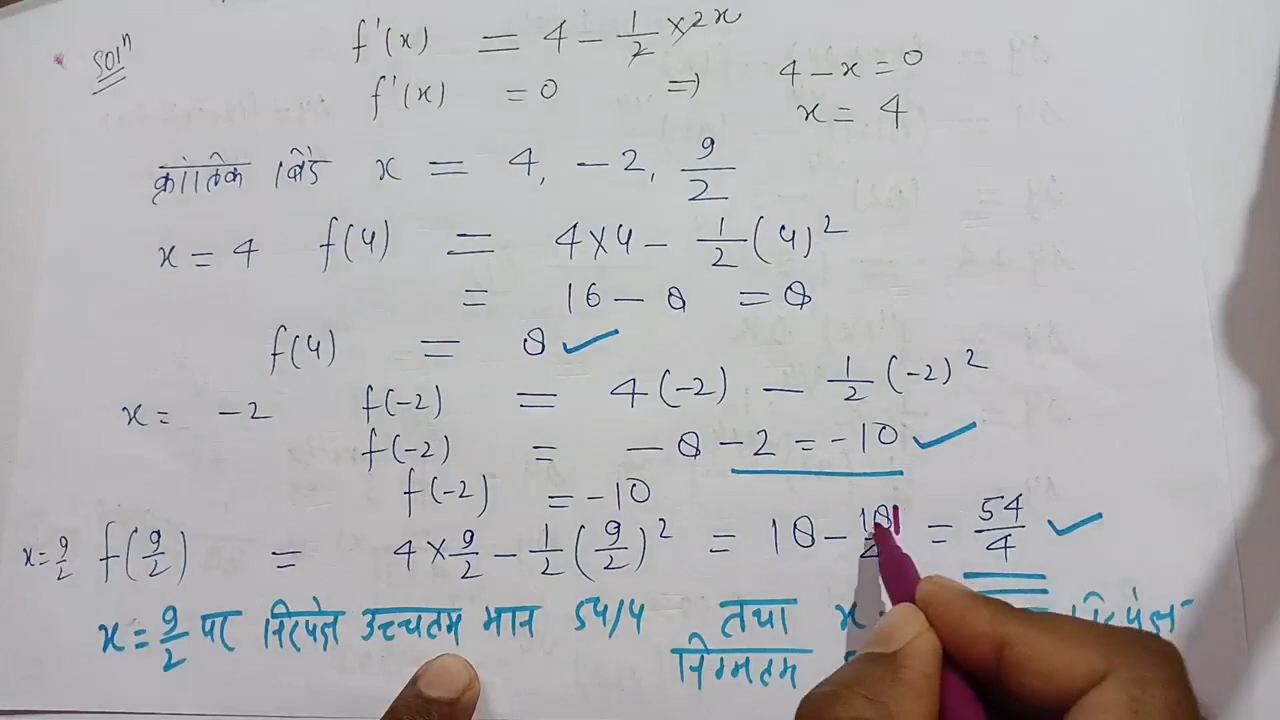 Solⁿ f'(x) = 4 - 1/2 × 2x
f'(x) = 0 ⇒ 4 - x = 0
x = 4
x = 4, -2, 9/2
x = 4 f(4) = 4×4 - 1/2 (4)²
= 16 - 8 = 8
f(4) = 8 ✓
x = -2 f(-2) = 4(-2) - 1/2 (-2)²
f(-2) = -8 - 2 = -10 ✓
f(-2) = -10
x = 9/2 f(9/2) = 4 × 9/2 - 1/2 (9/2)² = 18 - = 54/4 ✓
x = 9/2 पर निरपेक्ष उच्चतम मान 54/4 तथा x
निम्नतम